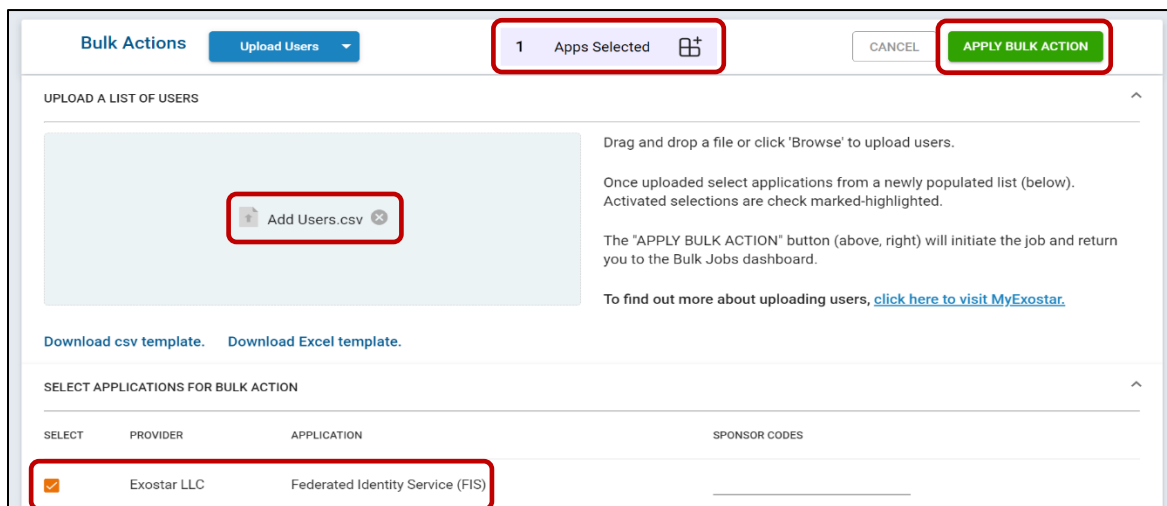 Bulk Actions Upload Users 1 Apps Selected CANCEL APPLY BULK ACTION
UPLOAD A LIST OF USERS
Add Users.csv
Drag and drop a file or click 'Browse' to upload users.
Once uploaded select applications from a newly populated list (below).
Activated selections are check marked-highlighted.
The "APPLY BULK ACTION" button (above, right) will initiate the job and return
you to the Bulk Jobs dashboard.
To find out more about uploading users, click here to visit MyExostar.
Download csv template. Download Excel template.
SELECT APPLICATIONS FOR BULK ACTION
SELECT PROVIDER APPLICATION SPONSOR CODES
Exostar LLC Federated Identity Service (FIS)